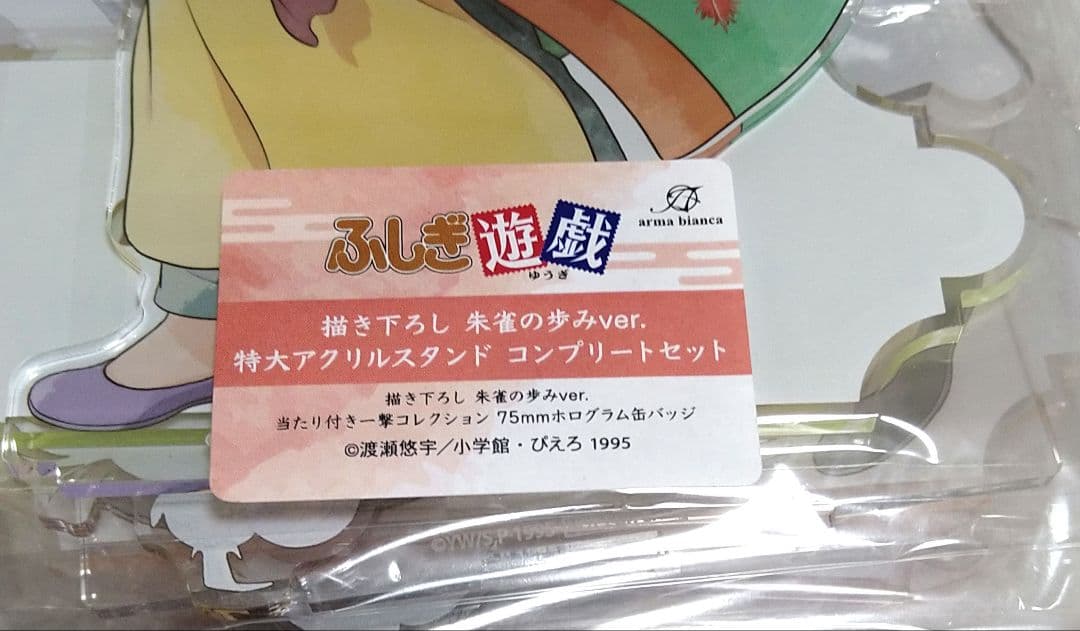 arma bianca
ふしぎ遊戯
ゆうぎ
描き下ろし 朱雀の歩みver.
特大アクリルスタンド コンプリートセット
描き下ろし 朱雀の歩みver.
当たり付き一撃コレクション 75mmホログラム缶バッジ
©渡瀬悠宇／小学館・ぴえろ 1995
©YW/S,P 1995